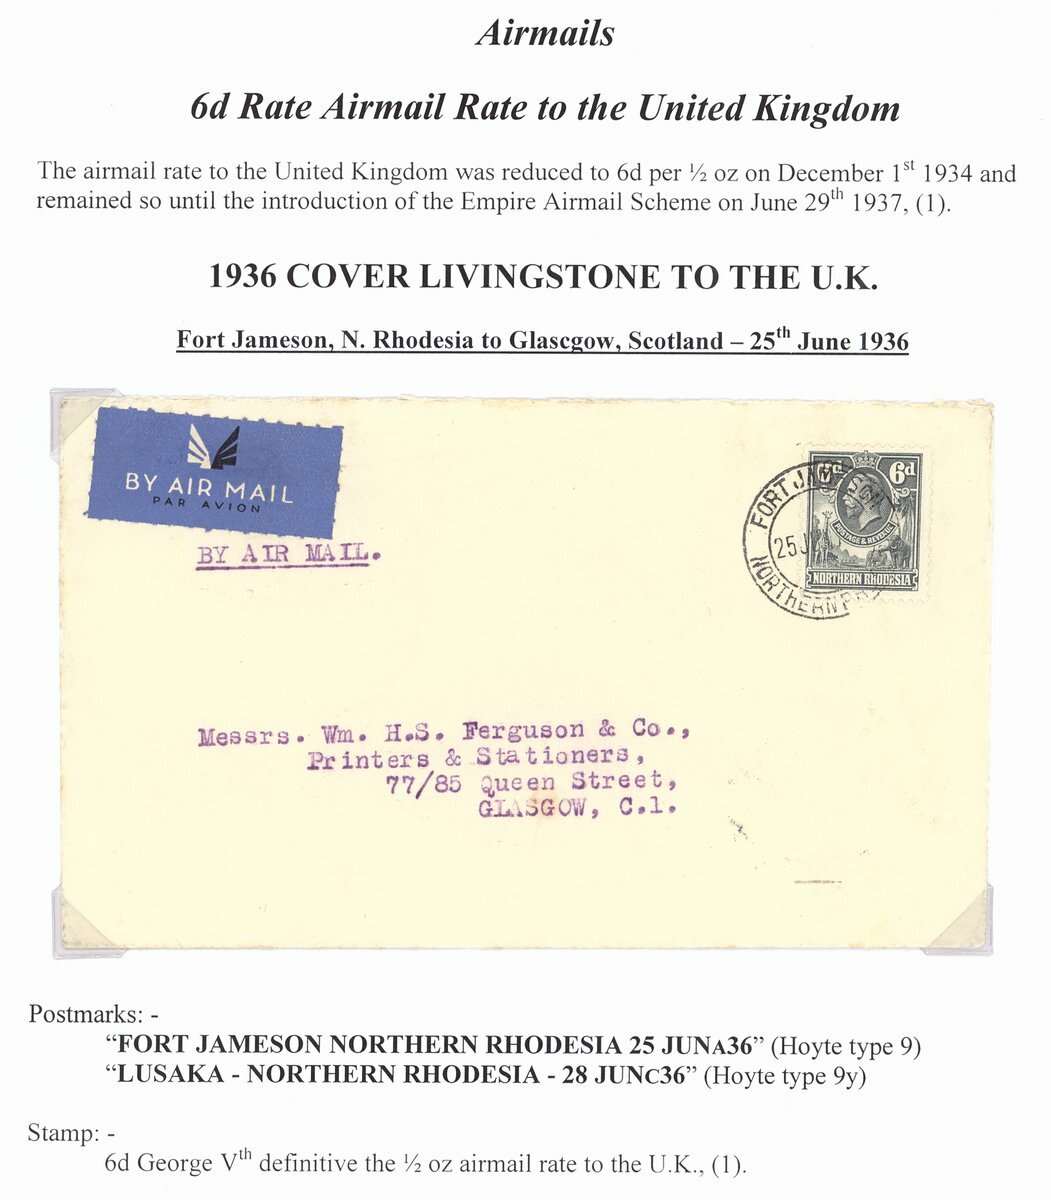 Airmails
6d Rate Airmail Rate to the United Kingdom
The airmail rate to the United Kingdom was reduced to 6d per ½ oz on December 1st 1934 and
remained so until the introduction of the Empire Airmail Scheme on June 29th 1937, (1).
1936 COVER LIVINGSTONE TO THE U.K.
Fort Jameson, N. Rhodesia to Glascgow, Scotland – 25th June 1936
BY AIR MAIL
PAR AVION
BY AIR MAIL.
6d 6d
POSTAGE & REVENUE
NORTHERN RHODESIA
FORT JAM
25 J
NORTHERN RH
Messrs. Wm. H.S. Ferguson & Co.,
Printers & Stationers,
77/85 Queen Street,
GLASGOW, C.1.
Postmarks: -
“FORT JAMESON NORTHERN RHODESIA 25 JUNA36” (Hoyte type 9)
“LUSAKA - NORTHERN RHODESIA - 28 JUNC36” (Hoyte type 9y)
Stamp: -
6d George Vth definitive the ½ oz airmail rate to the U.K., (1).